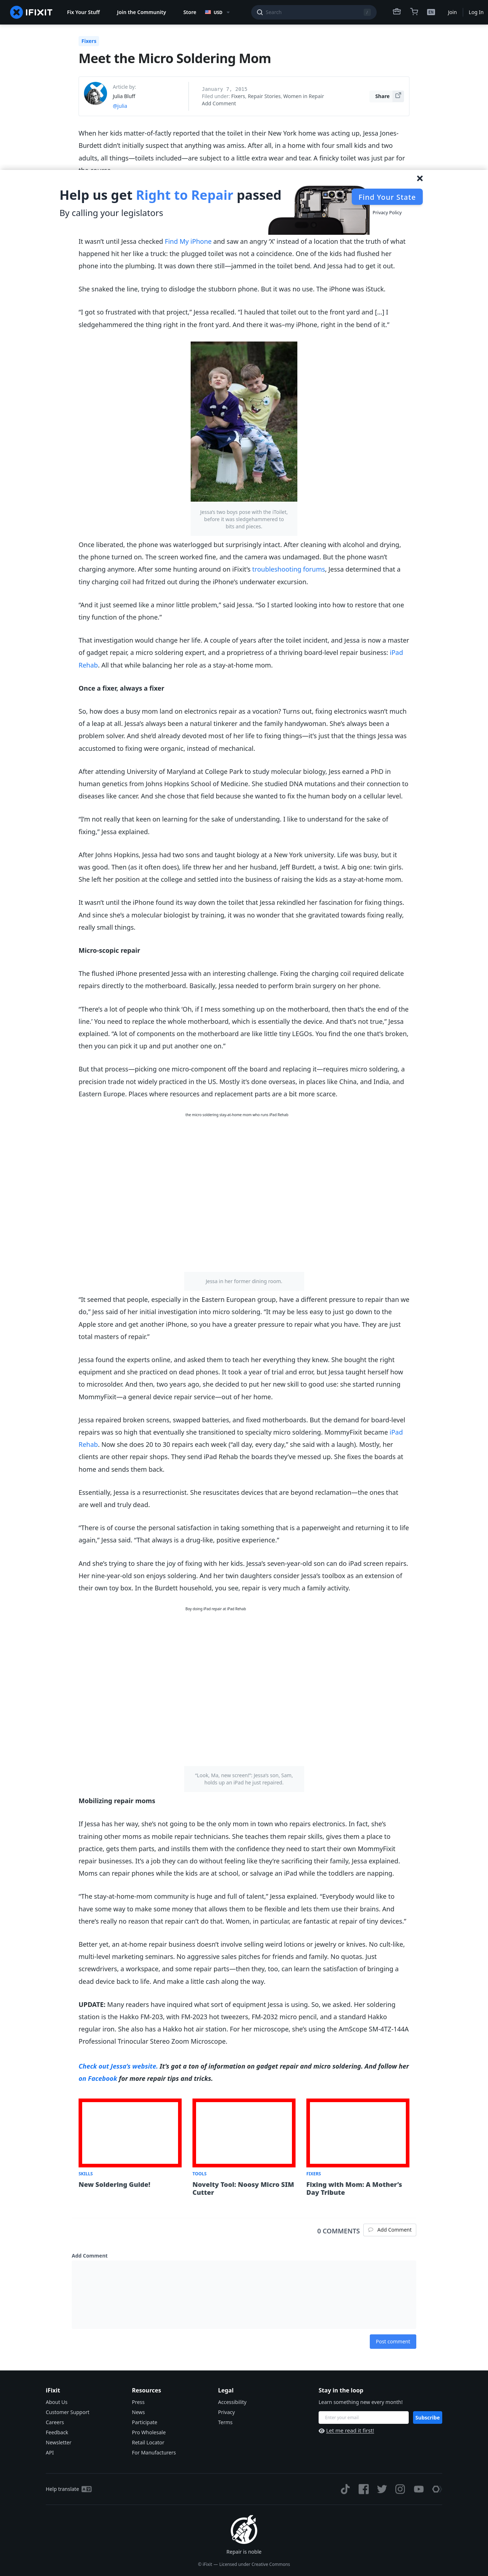 IFIXIT
Fix Your Stuff
Join the Community
Store
USD
Search
Join
Log In
Fixers
Meet the Micro Soldering Mom
Article by:
Julia Bluff
@julia
January 7, 2015
Filed under: Fixers, Repair Stories, Women in Repair
Add Comment
Share
When her kids matter-of-factly reported that the toilet in their New York home was acting up, Jessa Jones-
Burdett didn't initially suspect that anything was amiss. After all, in a home with four small kids and two
adults, all things—toilets included—are subject to a little extra wear and tear. A finicky toilet was just par for
Help us get Right to Repair passed
By calling your legislators
Find Your State
Privacy Policy
It wasn't until Jessa checked Find My iPhone and saw an angry 'X' instead of a location that the truth of what
happened hit her like a truck: the plugged toilet was not a coincidence. One of the kids had flushed her
phone into the plumbing. It was down there still—jammed in the toilet bend. And Jessa had to get it out.
She snaked the line, trying to dislodge the stubborn phone. But it was no use. The iPhone was iStuck.
"I got so frustrated with that project," Jessa recalled. "I hauled that toilet out to the front yard and [...] I
sledgehammered the thing right in the front yard. And there it was–my iPhone, right in the bend of it."
Jessa's two boys pose with the iToilet,
before it was sledgehammered to
bits and pieces.
Once liberated, the phone was waterlogged but surprisingly intact. After cleaning with alcohol and drying,
the phone turned on. The screen worked fine, and the camera was undamaged. But the phone wasn't
charging anymore. After some hunting around on iFixit's troubleshooting forums, Jessa determined that a
tiny charging coil had fritzed out during the iPhone's underwater excursion.
"And it just seemed like a minor little problem," said Jessa. "So I started looking into how to restore that one
tiny function of the phone."
That investigation would change her life. A couple of years after the toilet incident, and Jessa is now a master
of gadget repair, a micro soldering expert, and a proprietress of a thriving board-level repair business: iPad
Rehab. All that while balancing her role as a stay-at-home mom.
Once a fixer, always a fixer
So, how does a busy mom land on electronics repair as a vocation? Turns out, fixing electronics wasn't much
of a leap at all. Jessa's always been a natural tinkerer and the family handywoman. She's always been a
problem solver. And she'd already devoted most of her life to fixing things—it's just that the things Jessa was
accustomed to fixing were organic, instead of mechanical.
After attending University of Maryland at College Park to study molecular biology, Jess earned a PhD in
human genetics from Johns Hopkins School of Medicine. She studied DNA mutations and their connection to
diseases like cancer. And she chose that field because she wanted to fix the human body on a cellular level.
"I'm not really that keen on learning for the sake of understanding. I like to understand for the sake of
fixing," Jessa explained.
After Johns Hopkins, Jessa had two sons and taught biology at a New York university. Life was busy, but it
was good. Then (as it often does), life threw her and her husband, Jeff Burdett, a twist. A big one: twin girls.
She left her position at the college and settled into the business of raising the kids as a stay-at-home mom.
It wasn't until the iPhone found its way down the toilet that Jessa rekindled her fascination for fixing things.
And since she's a molecular biologist by training, it was no wonder that she gravitated towards fixing really,
really small things.
Micro-scopic repair
The flushed iPhone presented Jessa with an interesting challenge. Fixing the charging coil required delicate
repairs directly to the motherboard. Basically, Jessa needed to perform brain surgery on her phone.
"There's a lot of people who think 'Oh, if I mess something up on the motherboard, then that's the end of the
line.' You need to replace the whole motherboard, which is essentially the device. And that's not true," Jessa
explained. "A lot of components on the board are like little tiny LEGOs. You find the one that's broken,
then you can pick it up and put another one on."
But that process—picking one micro-component off the board and replacing it—requires micro soldering, a
precision trade not widely practiced in the US. Mostly it's done overseas, in places like China, and India, and
Eastern Europe. Places where resources and replacement parts are a bit more scarce.
the micro soldering stay-at-home mom who runs iPad Rehab
Jessa in her former dining room.
"It seemed that people, especially in the Eastern European group, have a different pressure to repair than we
do," Jess said of her initial investigation into micro soldering. "It may be less easy to just go down to the
Apple store and get another iPhone, so you have a greater pressure to repair what you have. They are just
total masters of repair."
Jessa found the experts online, and asked them to teach her everything they knew. She bought the right
equipment and she practiced on dead phones. It took a year of trial and error, but Jessa taught herself how
to microsolder. And then, two years ago, she decided to put her new skill to good use: she started running
MommyFixit—a general device repair service—out of her home.
Jessa repaired broken screens, swapped batteries, and fixed motherboards. But the demand for board-level
repairs was so high that eventually she transitioned to specialty micro soldering. MommyFixit became iPad
Rehab. Now she does 20 to 30 repairs each week ("all day, every day," she said with a laugh). Mostly, her
clients are other repair shops. They send iPad Rehab the boards they've messed up. She fixes the boards at
home and sends them back.
Essentially, Jessa is a resurrectionist. She resuscitates devices that are beyond reclamation—the ones that
are well and truly dead.
"There is of course the personal satisfaction in taking something that is a paperweight and returning it to life
again," Jessa said. "That always is a drug-like, positive experience."
And she's trying to share the joy of fixing with her kids. Jessa's seven-year-old son can do iPad screen repairs.
Her nine-year-old son enjoys soldering. And her twin daughters consider Jessa's toolbox as an extension of
their own toy box. In the Burdett household, you see, repair is very much a family activity.
Boy doing iPad repair at iPad Rehab
"Look, Ma, new screen!": Jessa's son, Sam,
holds up an iPad he just repaired.
Mobilizing repair moms
If Jessa has her way, she's not going to be the only mom in town who repairs electronics. In fact, she's
training other moms as mobile repair technicians. She teaches them repair skills, gives them a place to
practice, gets them parts, and instills them with the confidence they need to start their own MommyFixit
repair businesses. It's a job they can do without feeling like they're sacrificing their family, Jessa explained.
Moms can repair phones while the kids are at school, or salvage an iPad while the toddlers are napping.
"The stay-at-home-mom community is huge and full of talent," Jessa explained. "Everybody would like to
have some way to make some money that allows them to be flexible and lets them use their brains. And
there's really no reason that repair can't do that. Women, in particular, are fantastic at repair of tiny devices."
Better yet, an at-home repair business doesn't involve selling weird lotions or jewelry or knives. No cult-like,
multi-level marketing seminars. No aggressive sales pitches for friends and family. No quotas. Just
screwdrivers, a workspace, and some repair parts—then they, too, can learn the satisfaction of bringing a
dead device back to life. And make a little cash along the way.
UPDATE: Many readers have inquired what sort of equipment Jessa is using. So, we asked. Her soldering
station is the Hakko FM-203, with FM-2023 hot tweezers, FM-2032 micro pencil, and a standard Hakko
regular iron. She also has a Hakko hot air station. For her microscope, she's using the AmScope SM-4TZ-144A
Professional Trinocular Stereo Zoom Microscope.
Check out Jessa's website. It's got a ton of information on gadget repair and micro soldering. And follow her
on Facebook for more repair tips and tricks.
SKILLS
New Soldering Guide!
TOOLS
Novelty Tool: Noosy Micro SIM
Cutter
FIXERS
Fixing with Mom: A Mother's
Day Tribute
0 COMMENTS
Add Comment
Add Comment
Post comment
iFixit
About Us
Customer Support
Careers
Feedback
Newsletter
API
Resources
Press
News
Participate
Pro Wholesale
Retail Locator
For Manufacturers
Legal
Accessibility
Privacy
Terms
Stay in the loop
Learn something new every month!
Enter your email...
Subscribe
Let me read it first!
Help translate
Repair is noble
© iFixit — Licensed under Creative Commons